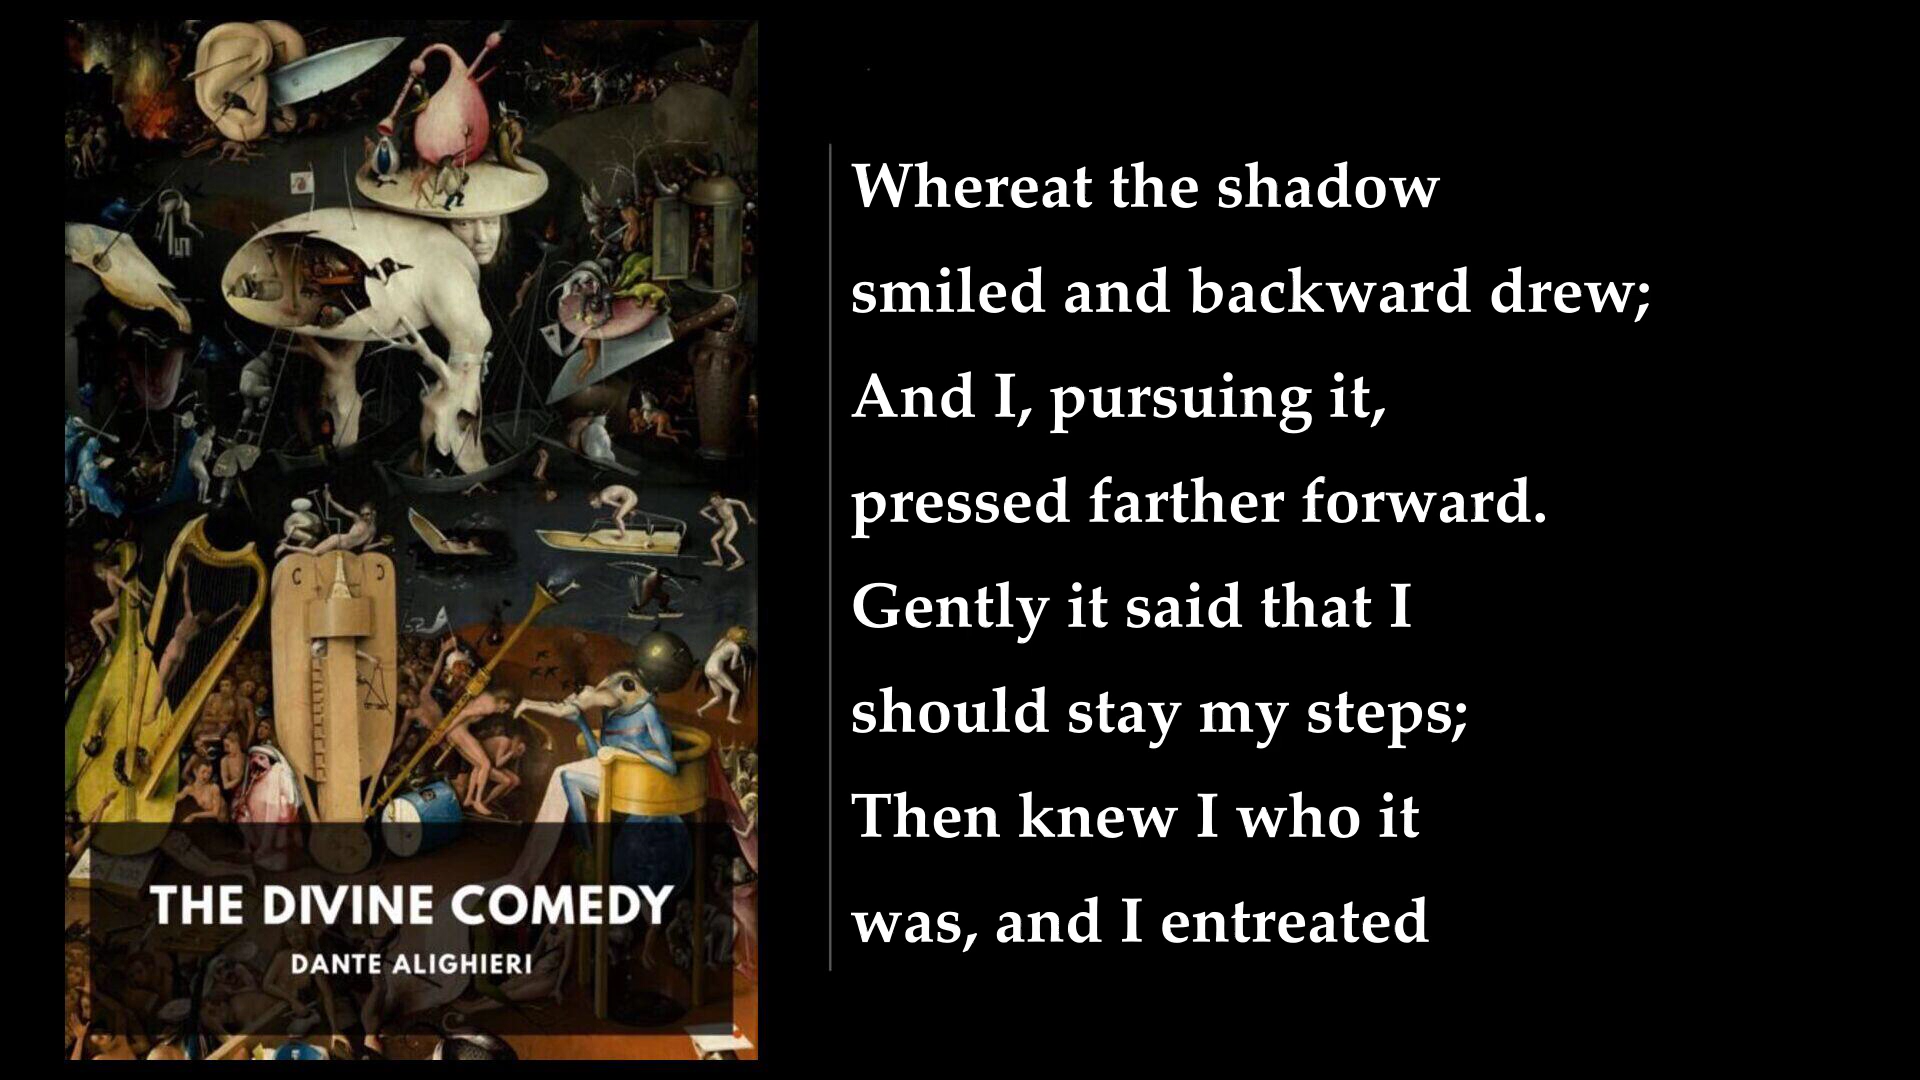 THE DIVINE COMEDY
DANTE ALIGHIERI
Whereat the shadow
smiled and backward drew;
And I, pursuing it,
pressed farther forward.
Gently it said that I
should stay my steps;
Then knew I who it
was, and I entreated